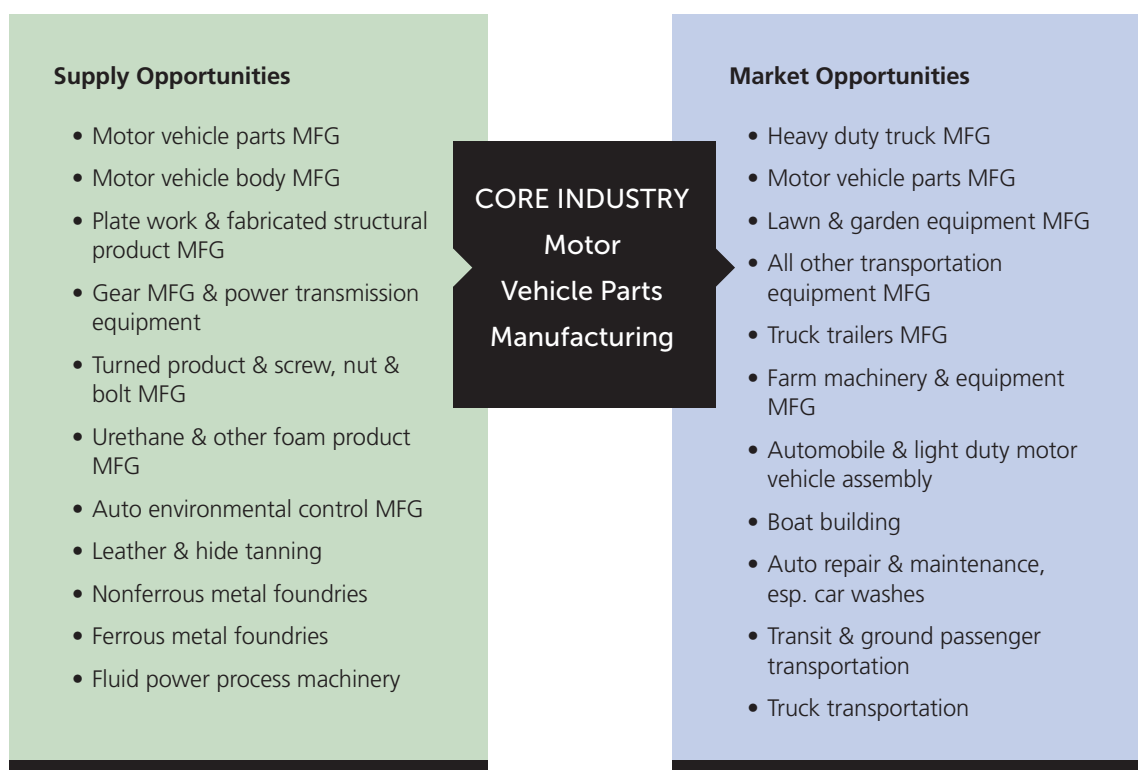 Supply Opportunities
• Motor vehicle parts MFG
• Motor vehicle body MFG
• Plate work & fabricated structural
product MFG
• Gear MFG & power transmission
equipment
• Turned product & screw, nut &
bolt MFG
• Urethane & other foam product
MFG
• Auto environmental control MFG
• Leather & hide tanning
• Nonferrous metal foundries
• Ferrous metal foundries
• Fluid power process machinery
CORE INDUSTRY
Motor
Vehicle Parts
Manufacturing
Market Opportunities
• Heavy duty truck MFG
• Motor vehicle parts MFG
• Lawn & garden equipment MFG
• All other transportation
equipment MFG
• Truck trailers MFG
• Farm machinery & equipment
MFG
• Automobile & light duty motor
vehicle assembly
• Boat building
• Auto repair & maintenance,
esp. car washes
• Transit & ground passenger
transportation
• Truck transportation